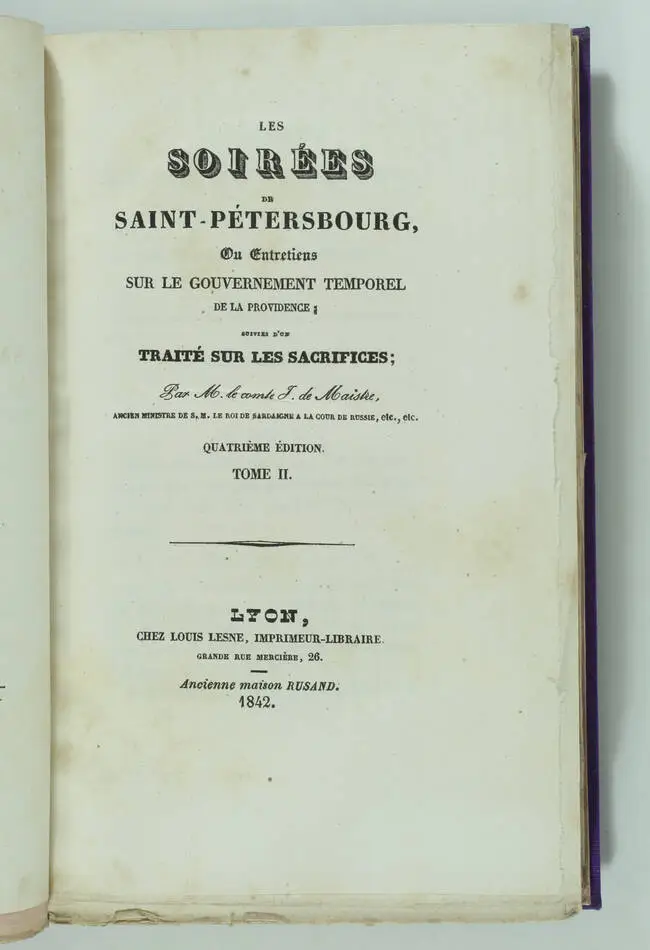 LES
SOIRÉES
DE
SAINT-PÉTERSBOURG,
Ou Entretiens
SUR LE GOUVERNEMENT TEMPOREL
DE LA PROVIDENCE;
SUIVIES D'UN
TRAITÉ SUR LES SACRIFICES;
Par M. le comte J. de Maistre,
ANCIEN MINISTRE DE S. M. LE ROI DE SARDAIGNE A LA COUR DE RUSSIE, etc., etc.
QUATRIÈME ÉDITION.
TOME II.
LYON,
CHEZ LOUIS LESNE, IMPRIMEUR-LIBRAIRE.
GRANDE RUE MERCIÈRE, 26.
Ancienne maison RUSAND.
1842.